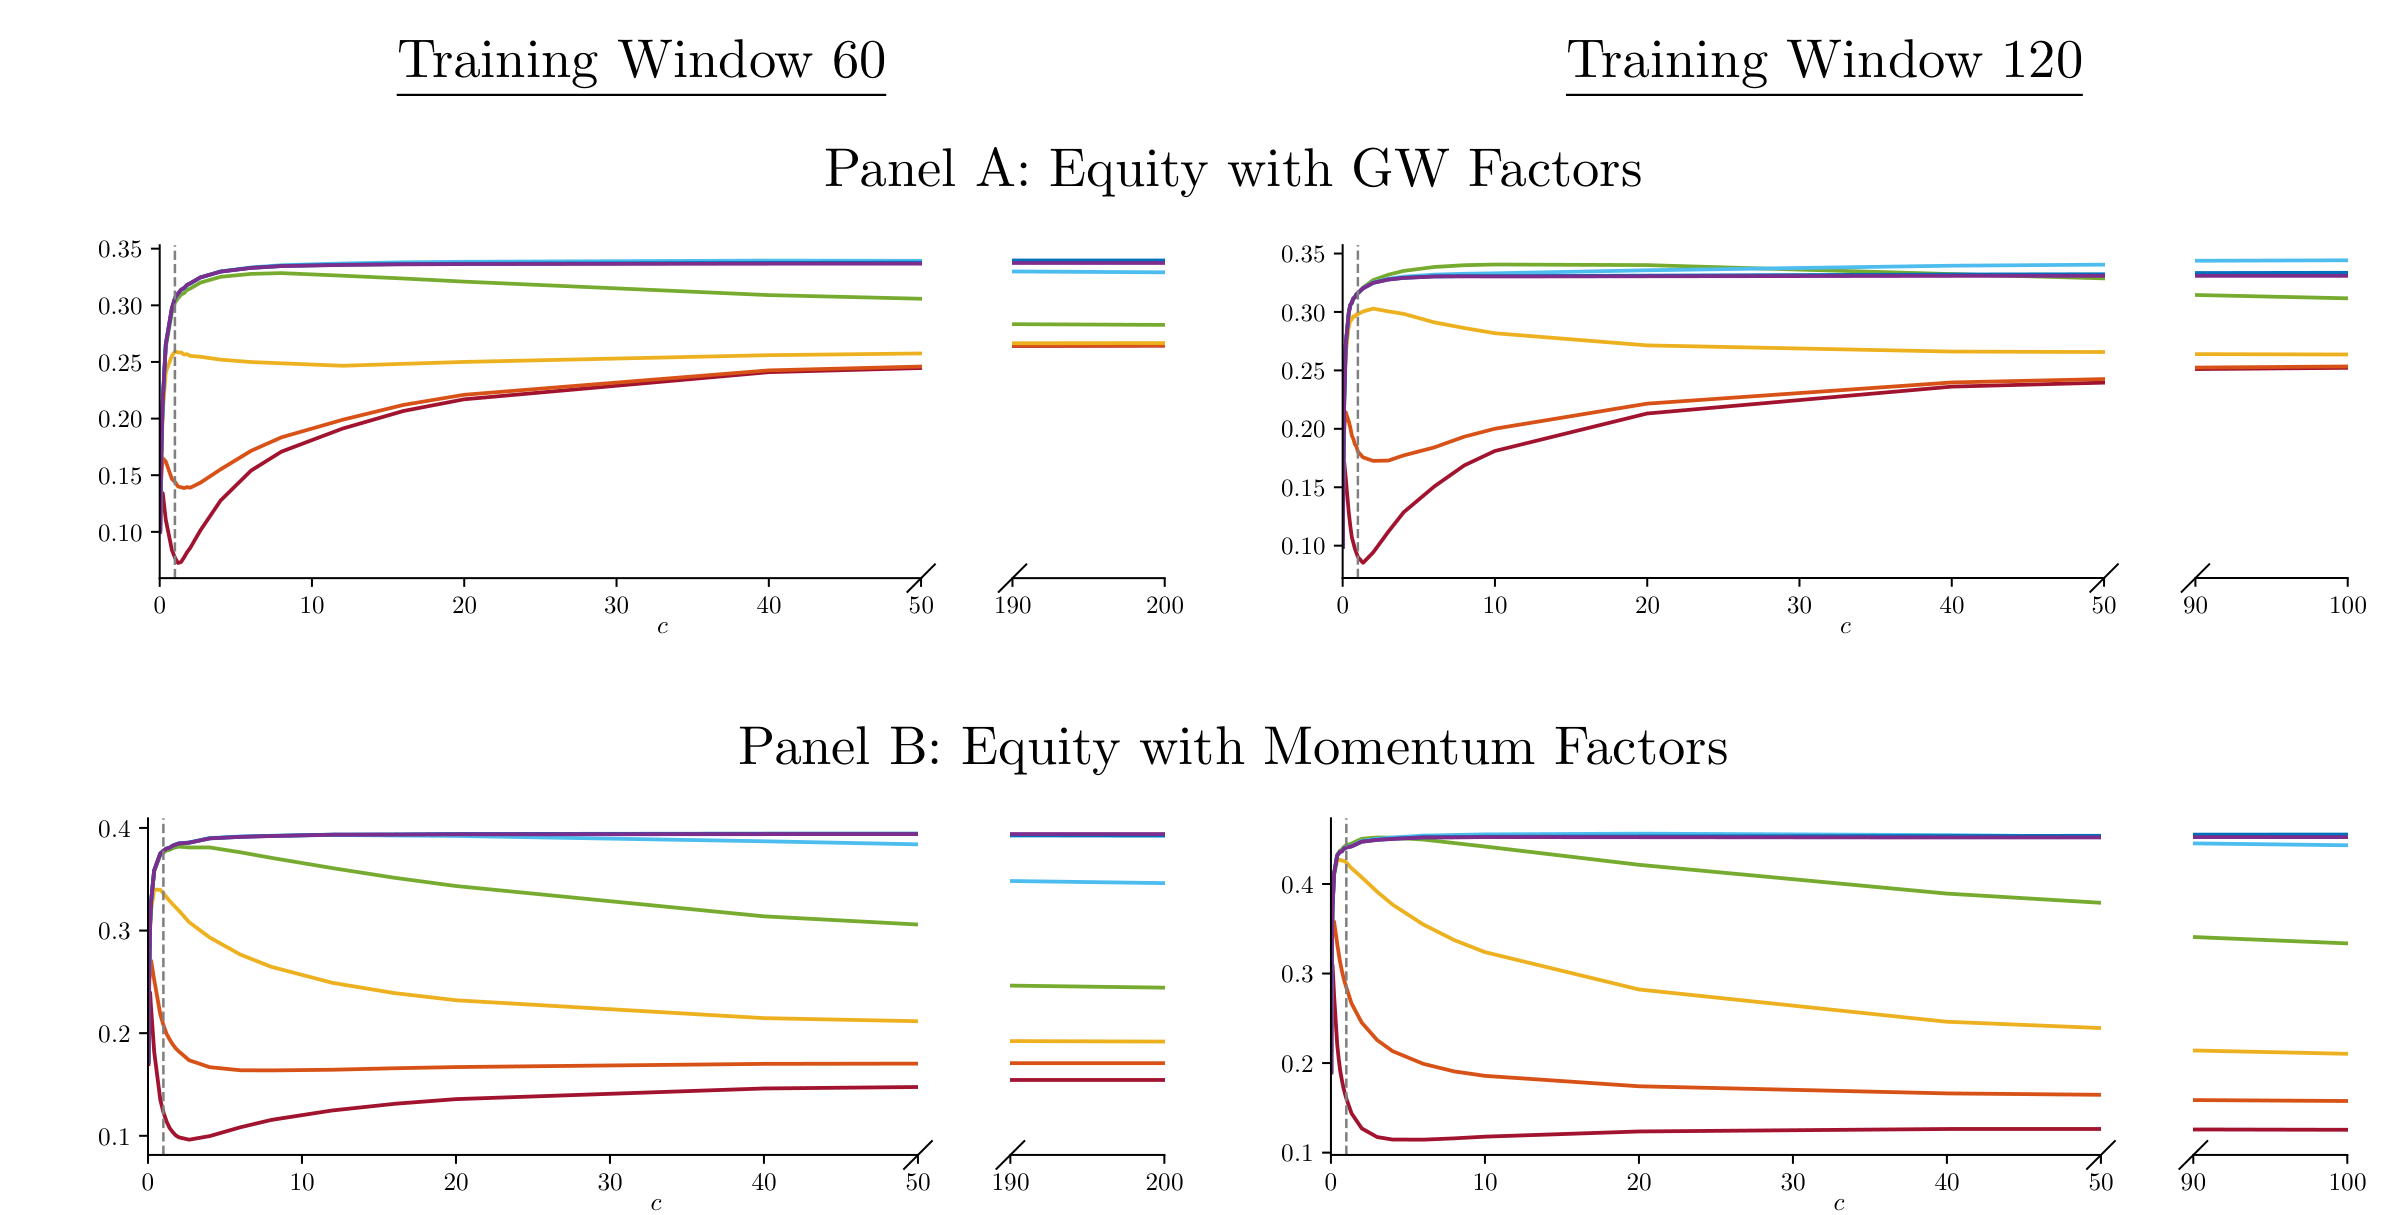 Training Window 60 Training Window 120
Panel A: Equity with GW Factors
0.35
0.30
0.25
0.20
0.15
0.10
0 10 20 30 40 50 190 200
c
0.35
0.30
0.25
0.20
0.15
0.10
0 10 20 30 40 50 90 100
c
Panel B: Equity with Momentum Factors
0.4
0.3
0.2
0.1
0 10 20 30 40 50 190 200
c
0.4
0.3
0.2
0.1
0 10 20 30 40 50 90 100
c